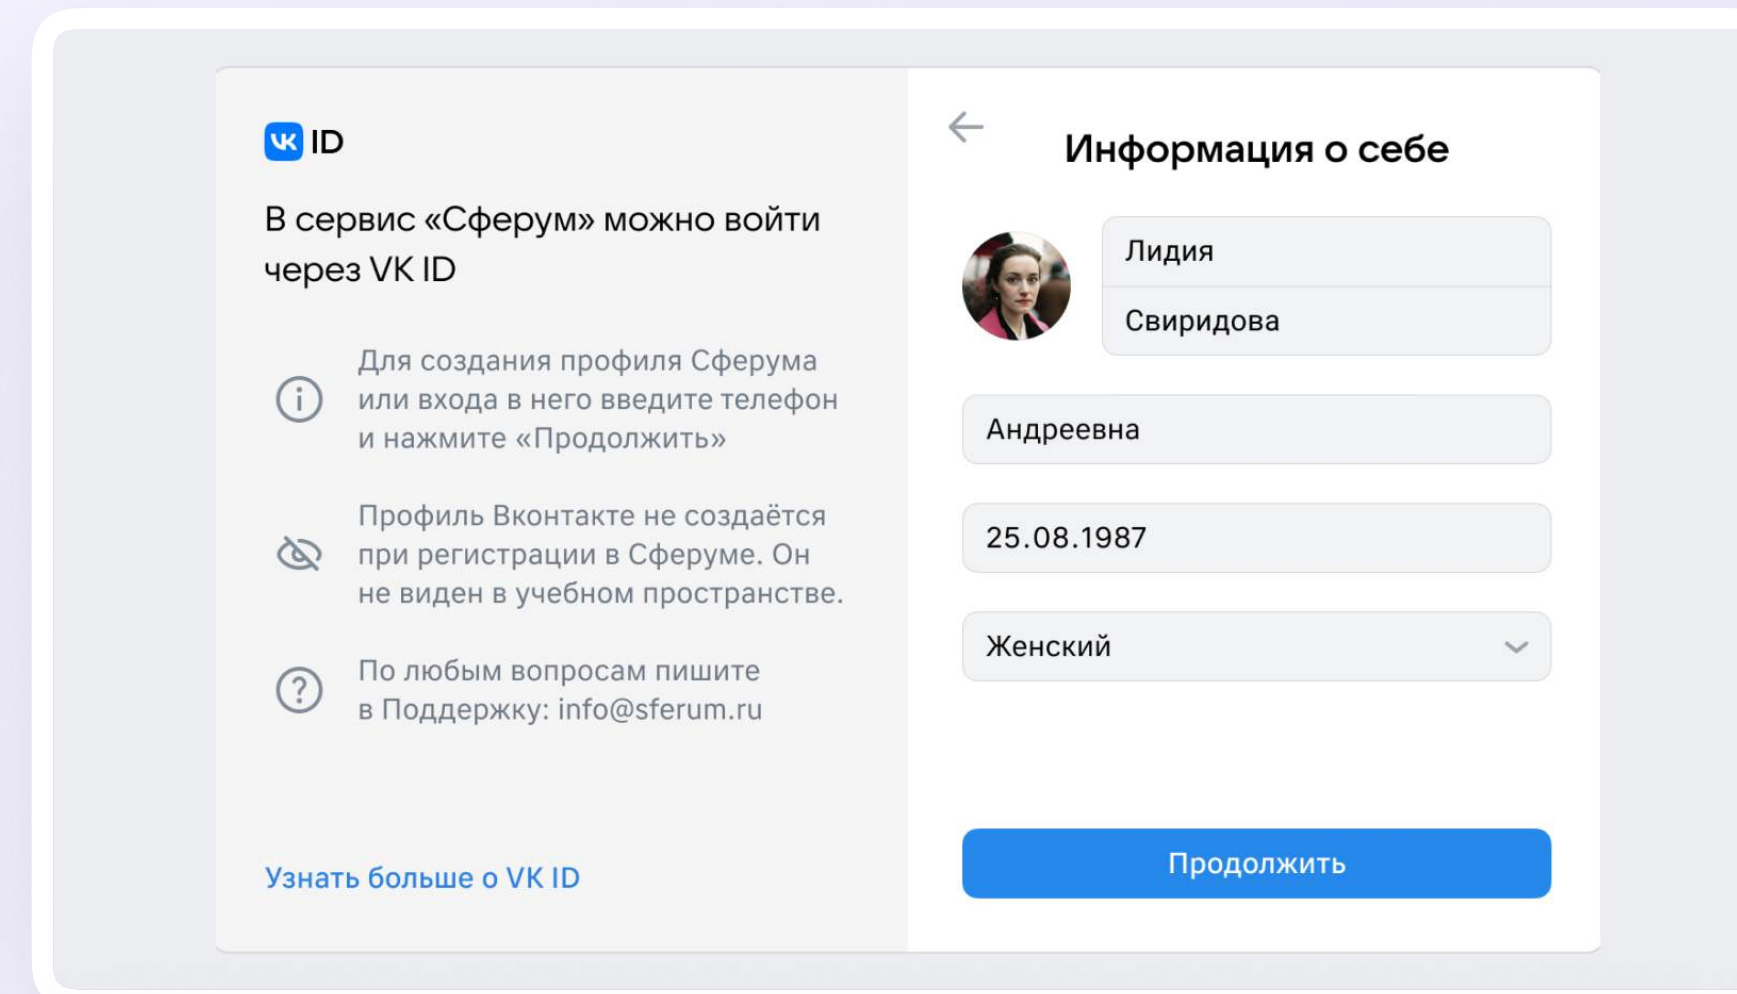 VK ID
В сервис «Сферум» можно войти
через VK ID
Для создания профиля Сферума
или входа в него введите телефон
и нажмите «Продолжить»
Профиль Вконтакте не создаётся
при регистрации в Сферуме. Он
не виден в учебном пространстве.
По любым вопросам пишите
в Поддержку: info@sferum.ru
Узнать больше о VK ID
Информация о себе
Лидия
Свиридова
Андреевна
25.08.1987
Женский
Продолжить